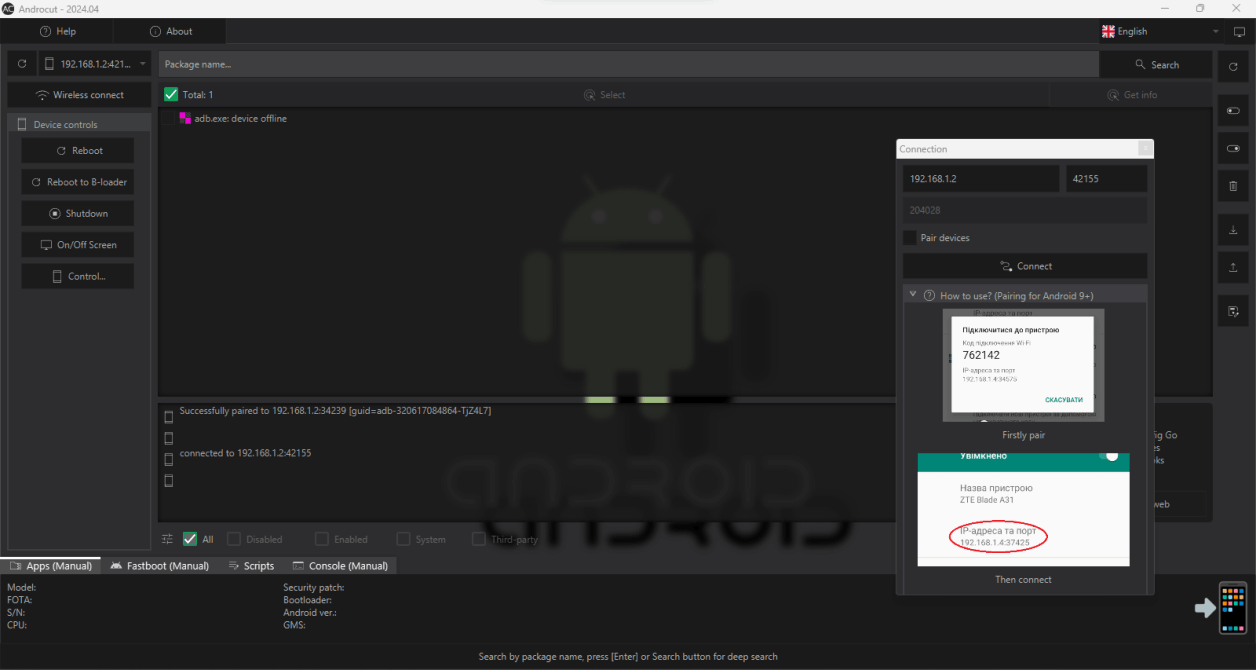 AC Androcut - 2024.04
Help
About
English
192.168.1.2:421...
Package name...
Search
Wireless connect
Total: 1
Select
Get info
Device controls
adb.exe: device offline
Reboot
Reboot to B-loader
Shutdown
On/Off Screen
Control...
Connection
192.168.1.2
42155
204028
Pair devices
Connect
How to use? (Pairing for Android 9+)
IP-адреса та порт
Підключитися до пристрою
Код підключення Wi-Fi
762142
IP-адреса та порт
192.168.1.4:34575
СКАСУВАТИ
Firstly pair
Увімкнено
Назва пристрою
ZTE Blade A31
IP-адреса та порт
192.168.1.4:37425
Then connect
Successfully paired to 192.168.1.2:34239 [guid=adb-320617084864-TjZ4L7]
connected to 192.168.1.2:42155
Go
web
ANDROID
All
Disabled
Enabled
System
Third-party
Apps (Manual)
Fastboot (Manual)
Scripts
Console (Manual)
Model:
FOTA:
S/N:
CPU:
Security patch:
Bootloader:
Android ver.:
GMS:
Search by package name, press [Enter] or Search button for deep search